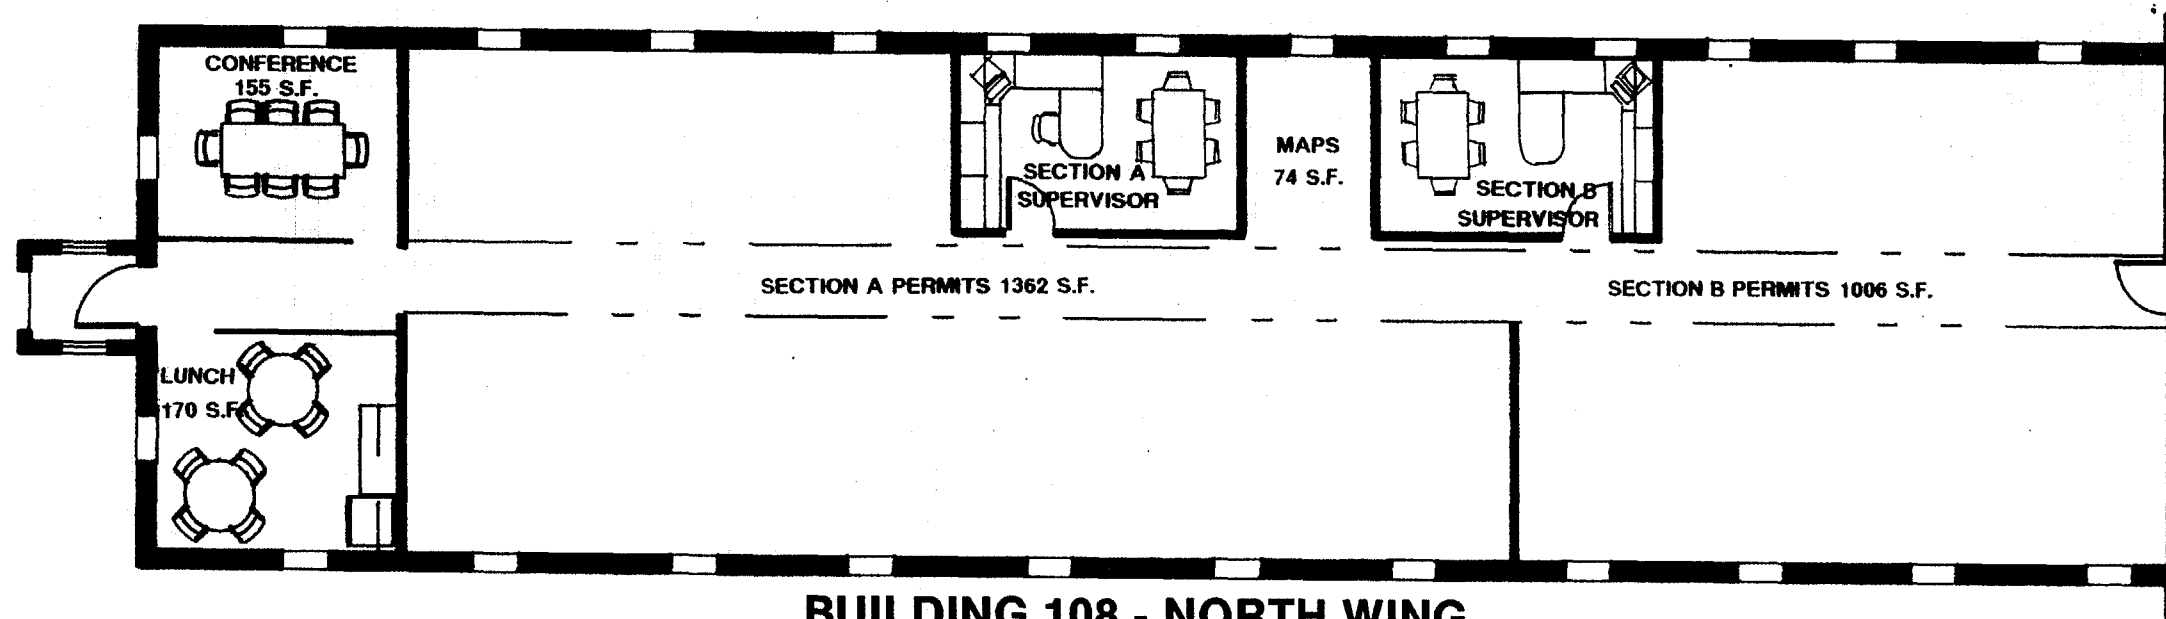 CONFERENCE
155 S.F.
MAPS
74 S.F.
SECTION A
SUPERVISOR
SECTION B
SUPERVISOR
SECTION A PERMITS 1362 S.F.
SECTION B PERMITS 1006 S.F.
LUNCH
170 S.F.
BUILDING 108 - NORTH WING